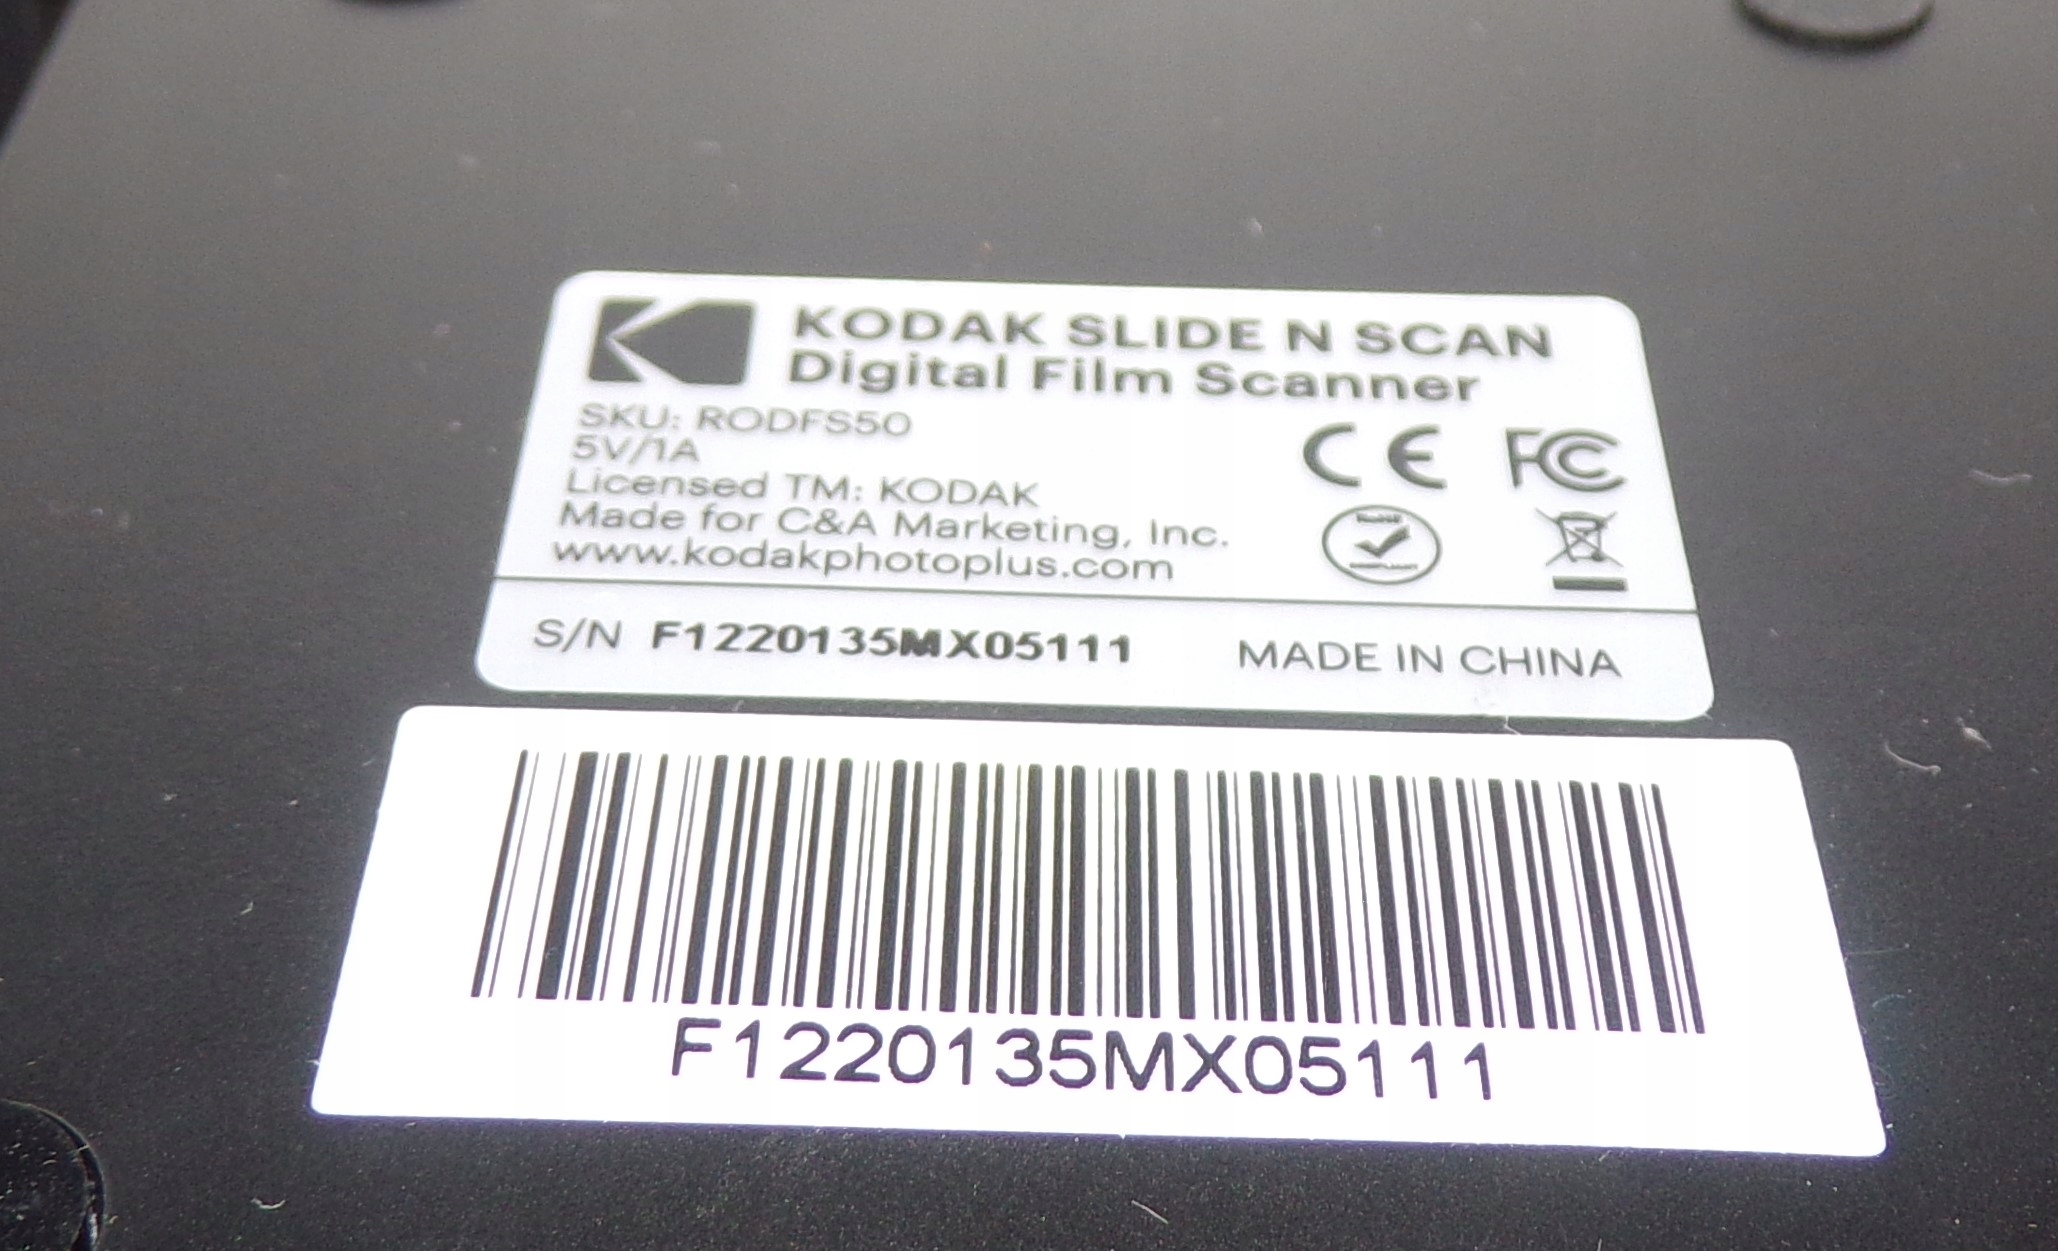 KODAK SLIDE N SCAN
Digital Film Scanner
SKU: RODFS50
5V/1A
Licensed TM: KODAK
Made for C&A Marketing, Inc.
www.kodakphotoplus.com
CE FC
S/N F1220135MX05111
MADE IN CHINA
F1220135MX05111